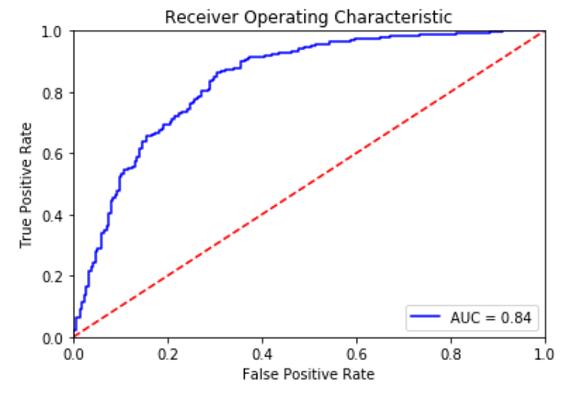 Receiver Operating Characteristic
1.0
0.8
0.6
0.4
0.2
0.0
True Positive Rate
AUC = 0.84
0.0 0.2 0.4 0.6 0.8 1.0
False Positive Rate